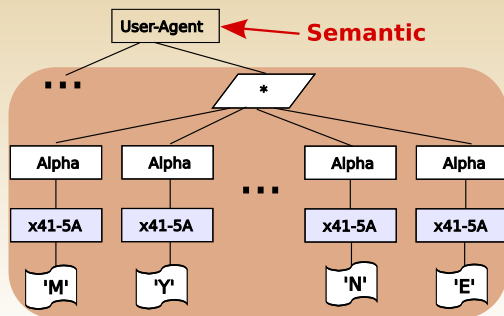 User-Agent
Semantic
...
*
Alpha Alpha ... Alpha Alpha
x41-5A x41-5A x41-5A x41-5A
'M' 'Y' 'N' 'E'